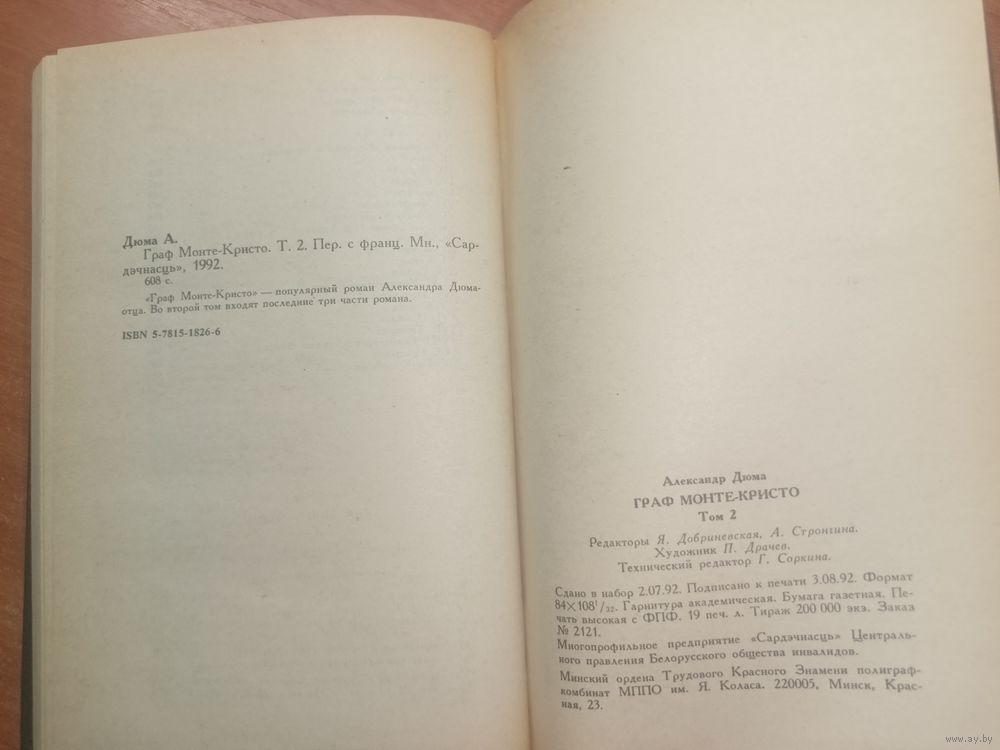 Дюма А.
Граф Монте-Кристо. Т. 2. Пер. с франц. Мн., «Сар-
дэчнасць», 1992.
608 с.
«Граф Монте-Кристо» — популярный роман Александра Дюма-
отца. Во второй том входят последние три части романа.
ISBN 5-7815-1826-6
Александр Дюма
ГРАФ МОНТЕ-КРИСТО
Том 2
Редакторы Я. Добриневская, А. Стронгина.
Художник П. Драчев.
Технический редактор Г. Соркина.
Сдано в набор 2.07.92. Подписано к печати 3.08.92. Формат
84×108¹/₃₂. Гарнитура академическая. Бумага газетная. Пе-
чать высокая с ФПФ. 19 печ. л. Тираж 200 000 экз. Заказ
№ 2121.
Многопрофильное предприятие «Сардэчнасць» Централь-
ного правления Белорусского общества инвалидов.
Минский ордена Трудового Красного Знамени полиграф-
комбинат МППО им. Я. Коласа. 220005, Минск, Крас-
ная, 23.
www.ay.by